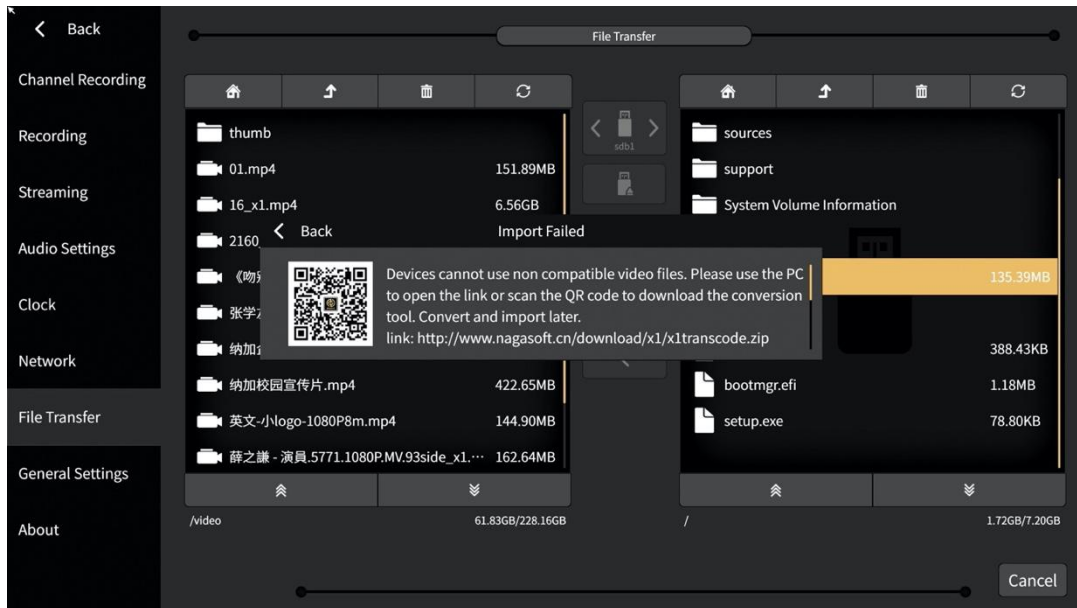 Back
File Transfer
Channel Recording
Recording
Streaming
Audio Settings
Clock
Network
File Transfer
General Settings
About
thumb
01.mp4 151.89MB
16_x1.mp4 6.56GB
2160
《吻
张学
纳加
纳加校园宣传片.mp4 422.65MB
英文-小logo-1080P8m.mp4 144.90MB
薛之謙 - 演員.5771.1080P.MV.93side_x1.… 162.64MB
/video 61.83GB/228.16GB
sdb1
sources
support
System Volume Information
135.39MB
388.43KB
bootmgr.efi 1.18MB
setup.exe 78.80KB
/ 1.72GB/7.20GB
Back
Import Failed
Devices cannot use non compatible video files. Please use the PC
to open the link or scan the QR code to download the conversion
tool. Convert and import later.
link: http://www.nagasoft.cn/download/x1/x1transcode.zip
Cancel